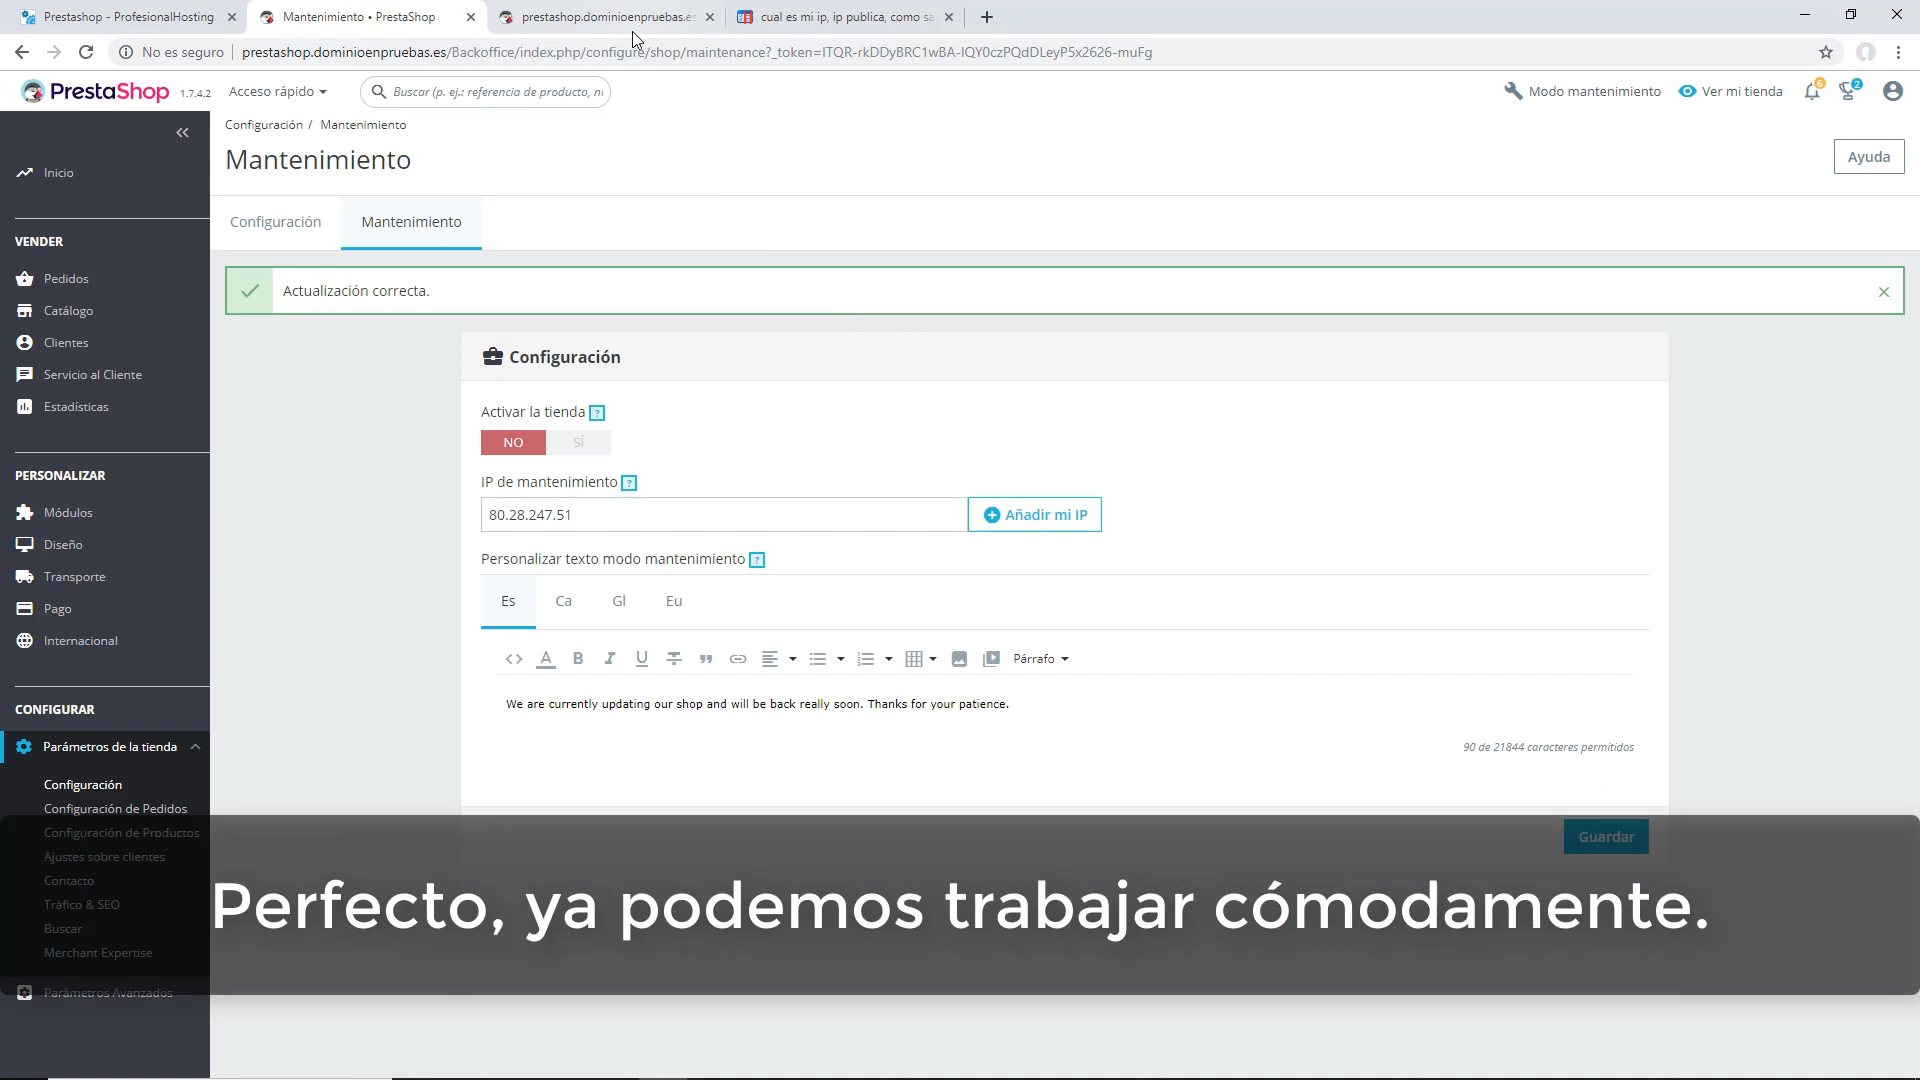 Prestashop - ProfesionalHosting
Mantenimiento • PrestaShop
prestashop.dominioenpruebas.es
cual es mi ip, ip publica, como sa
No es seguro
prestashop.dominioenpruebas.es/Backoffice/index.php/configure/shop/maintenance?_token=ITQR-rkDDyBRC1wBA-IQY0czPQdDLeyP5x2626-muFg
PrestaShop 1.7.4.2
Acceso rápido
Buscar (p. ej.: referencia de producto, no
Modo mantenimiento
Ver mi tienda
6
2
Configuración / Mantenimiento
Mantenimiento
Ayuda
Configuración
Mantenimiento
Actualización correcta.
Inicio
VENDER
Pedidos
Catálogo
Clientes
Servicio al Cliente
Estadísticas
PERSONALIZAR
Módulos
Diseño
Transporte
Pago
Internacional
CONFIGURAR
Parámetros de la tienda
Configuración
Configuración de Pedidos
Configuración de Productos
Ajustes sobre clientes
Contacto
Tráfico & SEO
Buscar
Merchant Expertise
Parámetros Avanzados
Configuración
Activar la tienda ?
NO SÍ
IP de mantenimiento ?
80.28.247.51
Añadir mi IP
Personalizar texto modo mantenimiento ?
Es Ca Gl Eu
Párrafo
We are currently updating our shop and will be back really soon. Thanks for your patience.
90 de 21844 caracteres permitidos
Guardar
Perfecto, ya podemos trabajar cómodamente.